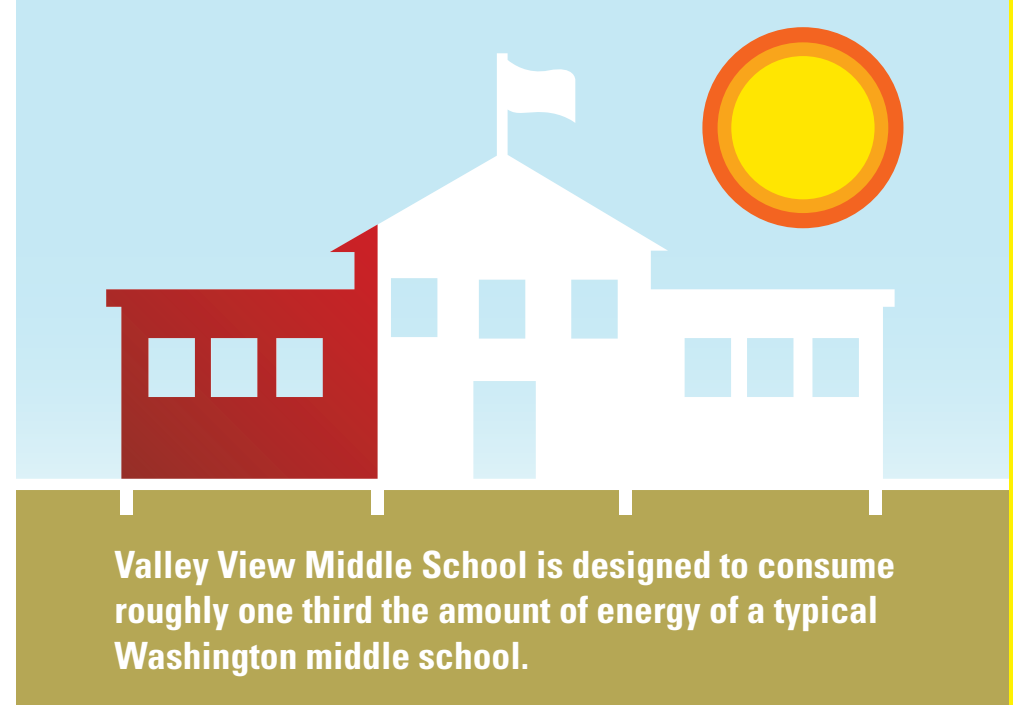 Valley View Middle School is designed to consume
roughly one third the amount of energy of a typical
Washington middle school.